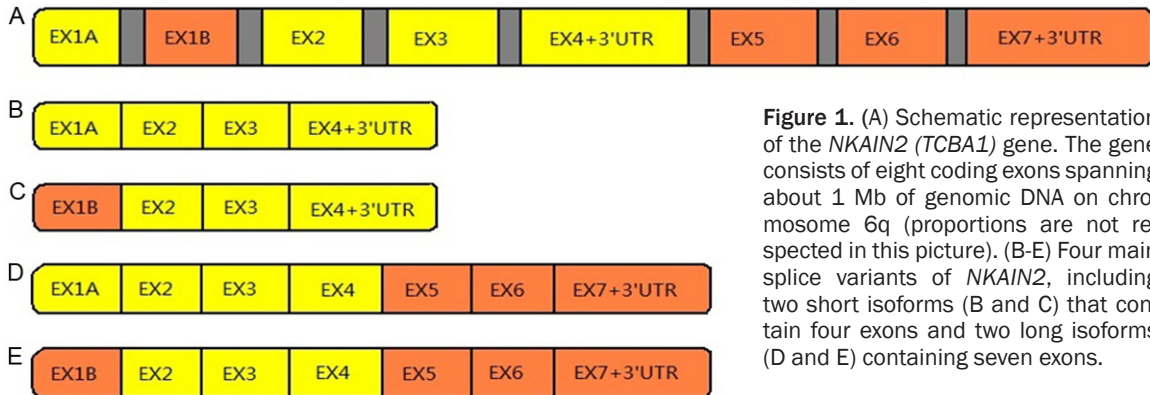 A EX1A EX1B EX2 EX3 EX4+3'UTR EX5 EX6 EX7+3'UTR
B EX1A EX2 EX3 EX4+3'UTR
C EX1B EX2 EX3 EX4+3'UTR
D EX1A EX2 EX3 EX4 EX5 EX6 EX7+3'UTR
E EX1B EX2 EX3 EX4 EX5 EX6 EX7+3'UTR
Figure 1. (A) Schematic representation
of the NKAIN2 (TCBA1) gene. The gene
consists of eight coding exons spanning
about 1 Mb of genomic DNA on chro
mosome 6q (proportions are not re
spected in this picture). (B-E) Four main
splice variants of NKAIN2, including
two short isoforms (B and C) that con
tain four exons and two long isoforms
(D and E) containing seven exons.